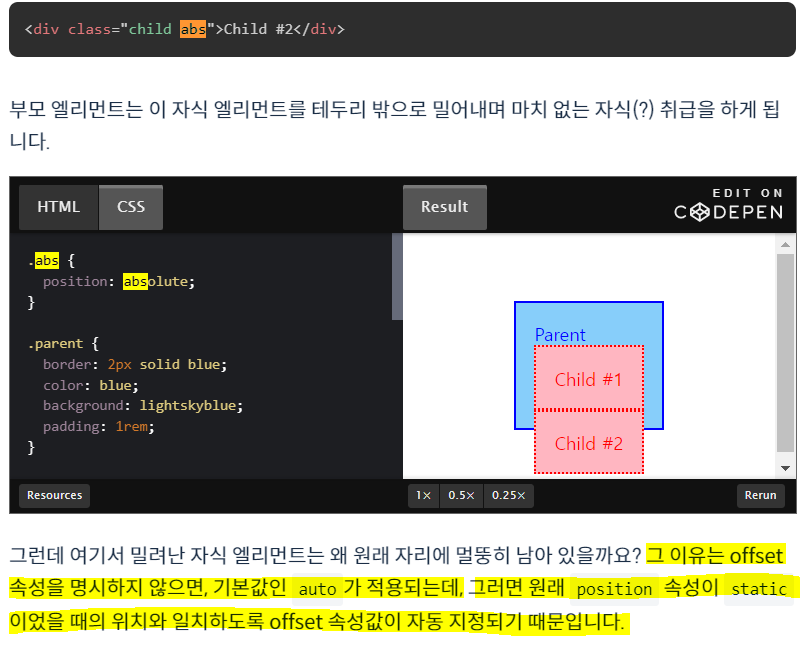 <div class="child abs">Child #2</div>
부모 엘리먼트는 이 자식 엘리먼트를 테두리 밖으로 밀어내며 마치 없는 자식(?) 취급을 하게 됩
니다.
HTML CSS Result EDIT ON
CODEPEN
.abs {
position: absolute;
}
.parent {
border: 2px solid blue;
color: blue;
background: lightskyblue;
padding: 1rem;
}
Parent
Child #1
Child #2
Resources 1× 0.5× 0.25× Rerun
그런데 여기서 밀려난 자식 엘리먼트는 왜 원래 자리에 멀뚱히 남아 있을까요? 그 이유는 offset
속성을 명시하지 않으면, 기본값인 auto 가 적용되는데, 그러면 원래 position 속성이 static
이었을 때의 위치와 일치하도록 offset 속성값이 자동 지정되기 때문입니다.